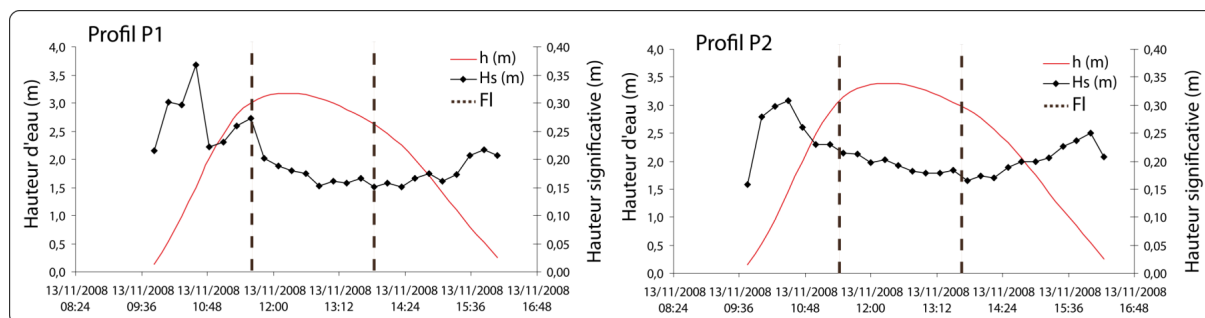 Profil P1
Hauteur d'eau (m)
4,0
3,5
3,0
2,5
2,0
1,5
1,0
0,5
0,0
h (m)
Hs (m)
Fl
0,40
0,35
0,30
0,25
0,20
0,15
0,10
0,05
0,00
Hauteur significative (m)
13/11/2008 13/11/2008 13/11/2008 13/11/2008 13/11/2008 13/11/2008 13/11/2008 13/11/2008
08:24 09:36 10:48 12:00 13:12 14:24 15:36 16:48
Profil P2
Hauteur d'eau (m)
4,0
3,5
3,0
2,5
2,0
1,5
1,0
0,5
0,0
h (m)
Hs (m)
Fl
0,40
0,35
0,30
0,25
0,20
0,15
0,10
0,05
0,00
Hauteur significative (m)
13/11/2008 13/11/2008 13/11/2008 13/11/2008 13/11/2008 13/11/2008 13/11/2008 13/11/2008
08:24 09:36 10:48 12:00 13:12 14:24 15:36 16:48